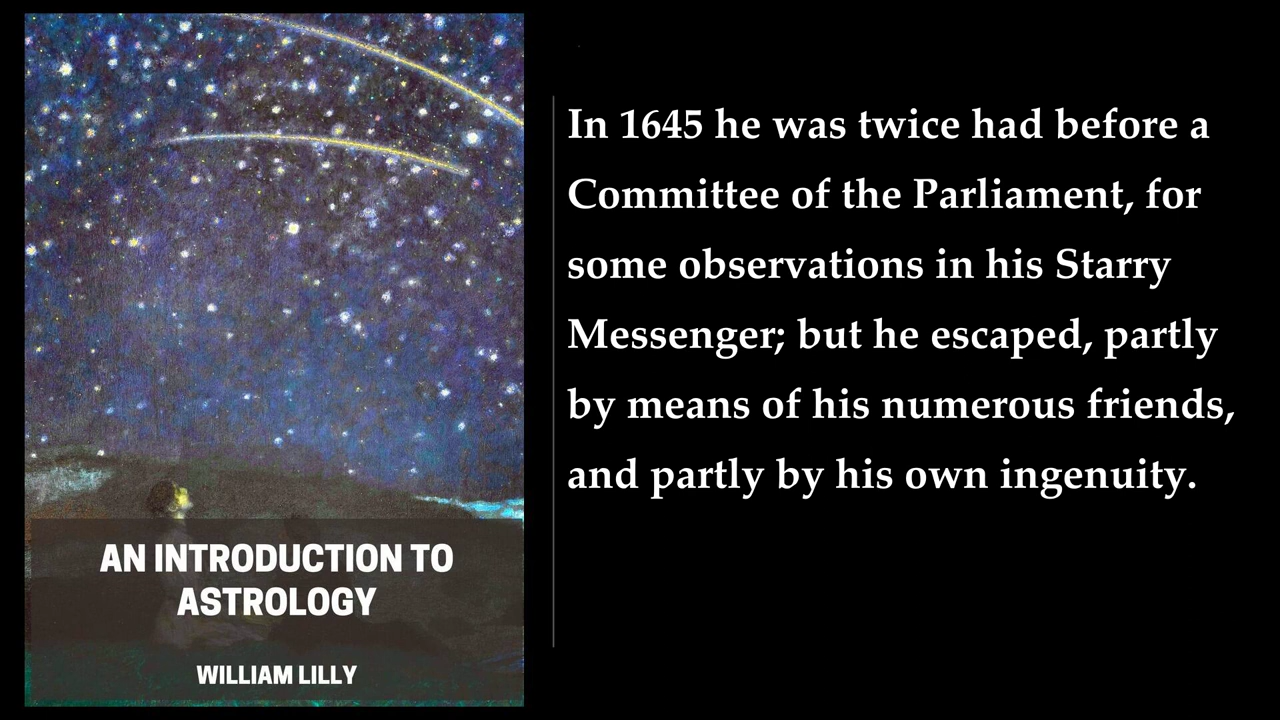 In 1645 he was twice had before a
Committee of the Parliament, for
some observations in his Starry
Messenger; but he escaped, partly
by means of his numerous friends,
and partly by his own ingenuity.
AN INTRODUCTION TO
ASTROLOGY
WILLIAM LILLY